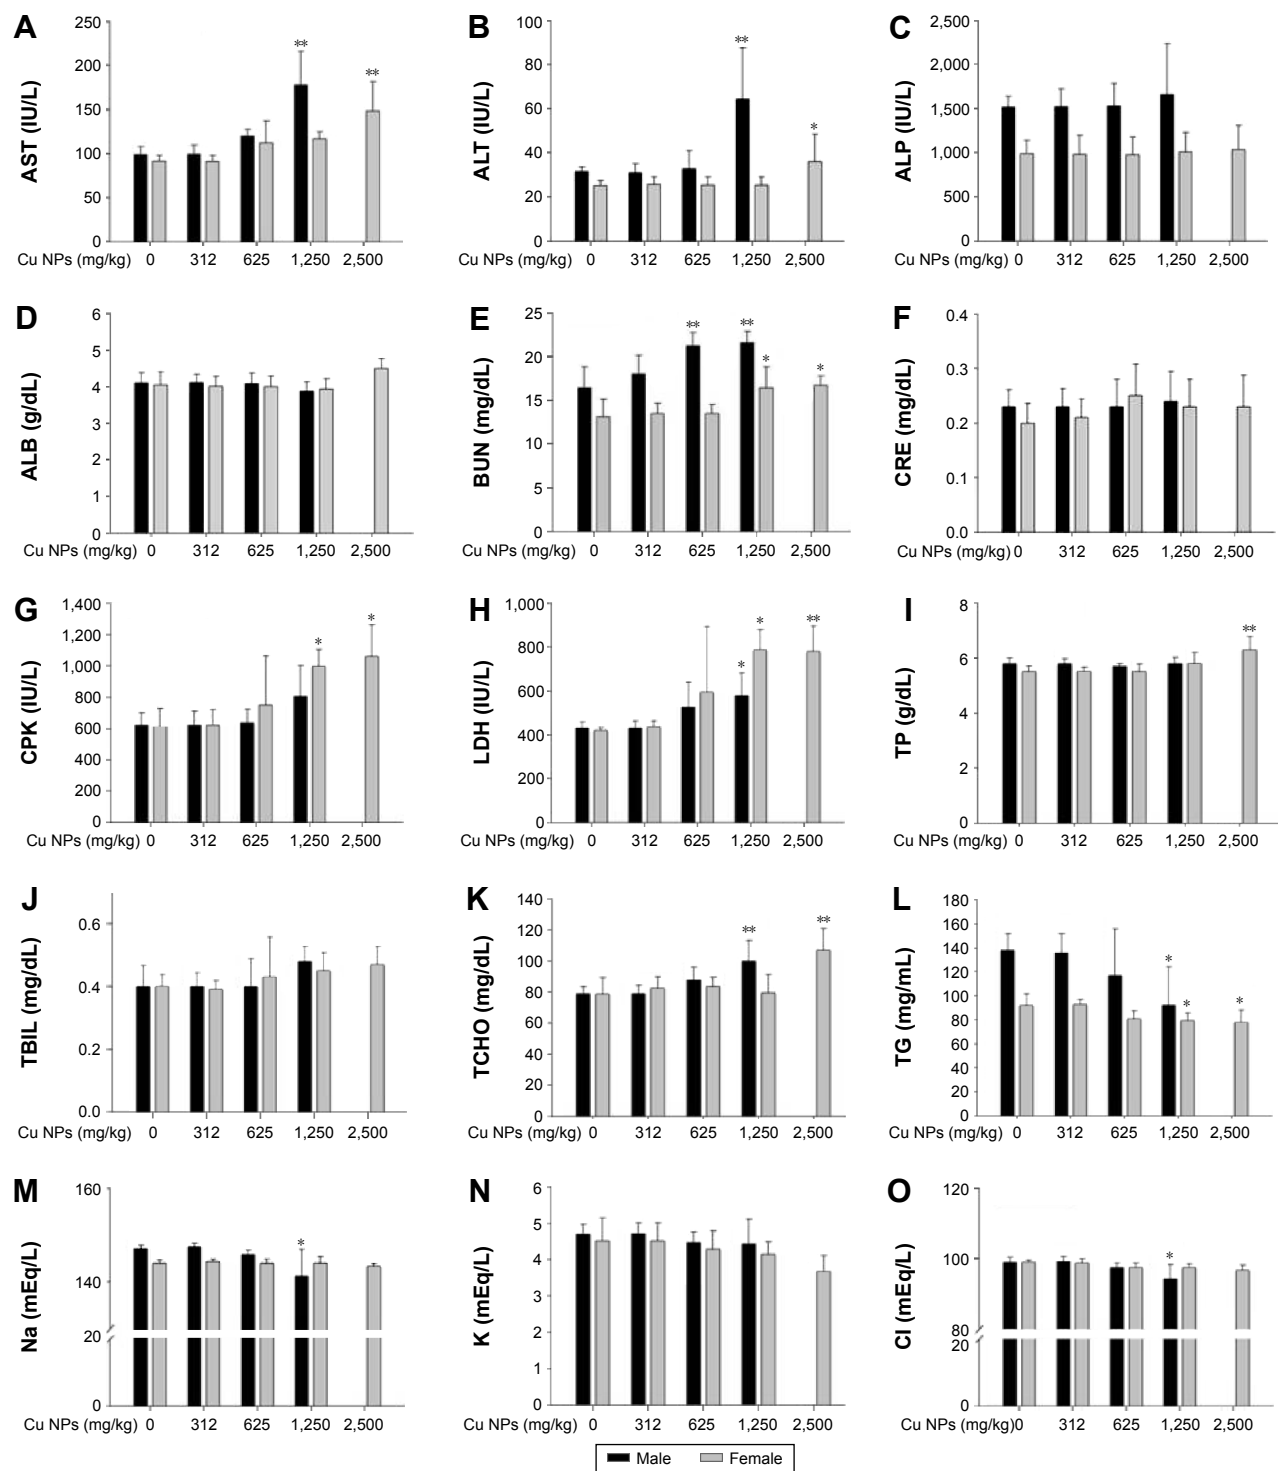 A
AST (IU/L)
250
200
150
100
50
0
**
**
Cu NPs (mg/kg) 0 312 625 1,250 2,500
B
ALT (IU/L)
100
80
60
40
20
0
**
*
Cu NPs (mg/kg) 0 312 625 1,250 2,500
C
ALP (IU/L)
2,500
2,000
1,500
1,000
500
0
Cu NPs (mg/kg) 0 312 625 1,250 2,500
D
ALB (g/dL)
6
5
4
3
2
1
0
Cu NPs (mg/kg) 0 312 625 1,250 2,500
E
BUN (mg/dL)
25
20
15
10
5
0
**
**
*
*
Cu NPs (mg/kg) 0 312 625 1,250 2,500
F
CRE (mg/dL)
0.4
0.3
0.2
0.1
0.0
Cu NPs (mg/kg) 0 312 625 1,250 2,500
G
CPK (IU/L)
1,400
1,200
1,000
800
600
400
200
0
*
*
Cu NPs (mg/kg) 0 312 625 1,250 2,500
H
LDH (IU/L)
1,000
800
600
400
200
0
*
*
**
Cu NPs (mg/kg) 0 312 625 1,250 2,500
I
TP (g/dL)
8
6
4
2
0
**
Cu NPs (mg/kg) 0 312 625 1,250 2,500
J
TBIL (mg/dL)
0.6
0.4
0.2
0.0
Cu NPs (mg/kg) 0 312 625 1,250 2,500
K
TCHO (mg/dL)
140
120
100
80
60
40
20
0
**
**
Cu NPs (mg/kg) 0 312 625 1,250 2,500
L
TG (mg/mL)
180
160
140
120
100
80
60
40
20
0
*
*
*
Cu NPs (mg/kg) 0 312 625 1,250 2,500
M
Na (mEq/L)
160
140
20
0
*
Cu NPs (mg/kg) 0 312 625 1,250 2,500
N
K (mEq/L)
6
5
4
3
2
1
0
Cu NPs (mg/kg) 0 312 625 1,250 2,500
O
Cl (mEq/L)
120
100
80
20
0
*
Cu NPs (mg/kg) 0 312 625 1,250 2,500
Male Female